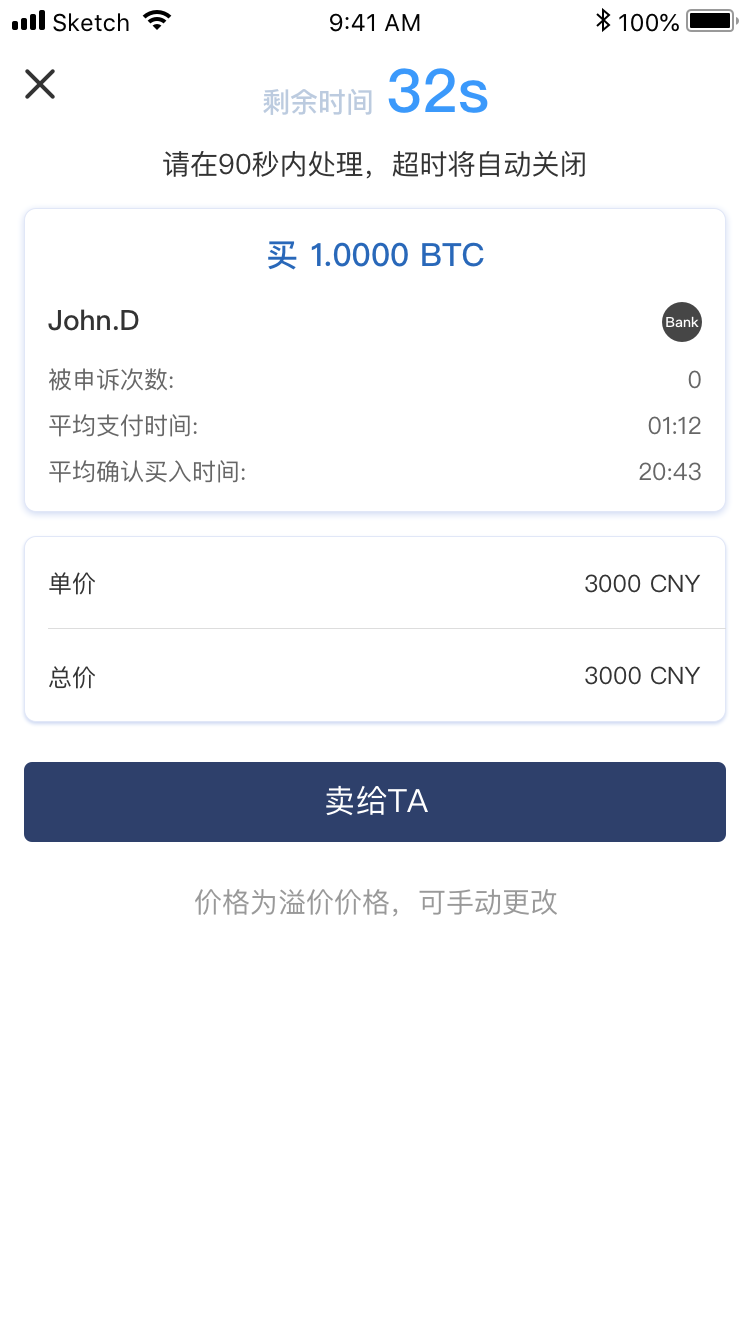 Sketch 9:41 AM 100%
剩余时间 32s
请在90秒内处理，超时将自动关闭
买 1.0000 BTC
John.D Bank
被申诉次数: 0
平均支付时间: 01:12
平均确认买入时间: 20:43
单价 3000 CNY
总价 3000 CNY
卖给TA
价格为溢价价格，可手动更改